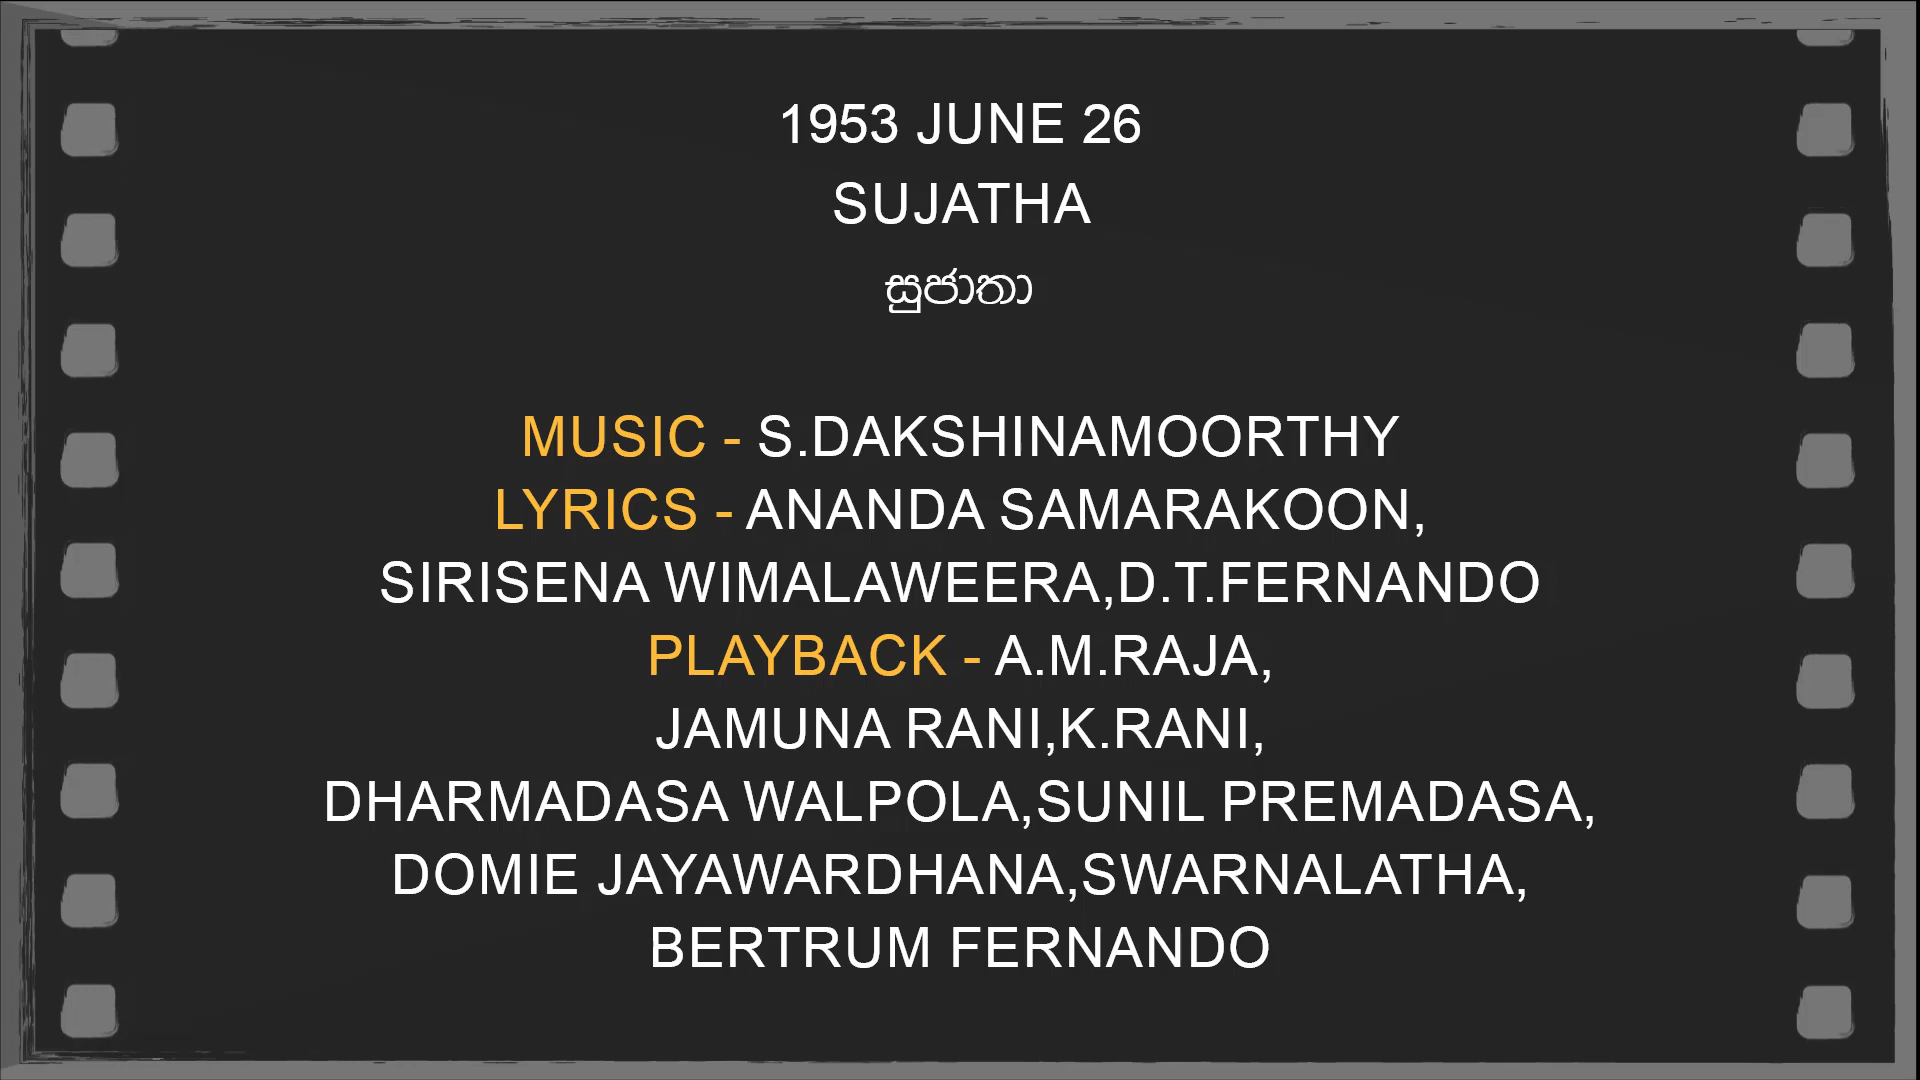 1953 JUNE 26
SUJATHA
සුජාතා
MUSIC - S.DAKSHINAMOORTHY
LYRICS - ANANDA SAMARAKOON,
SIRISENA WIMALAWEERA,D.T.FERNANDO
PLAYBACK - A.M.RAJA,
JAMUNA RANI,K.RANI,
DHARMADASA WALPOLA,SUNIL PREMADASA,
DOMIE JAYAWARDHANA,SWARNALATHA,
BERTRUM FERNANDO